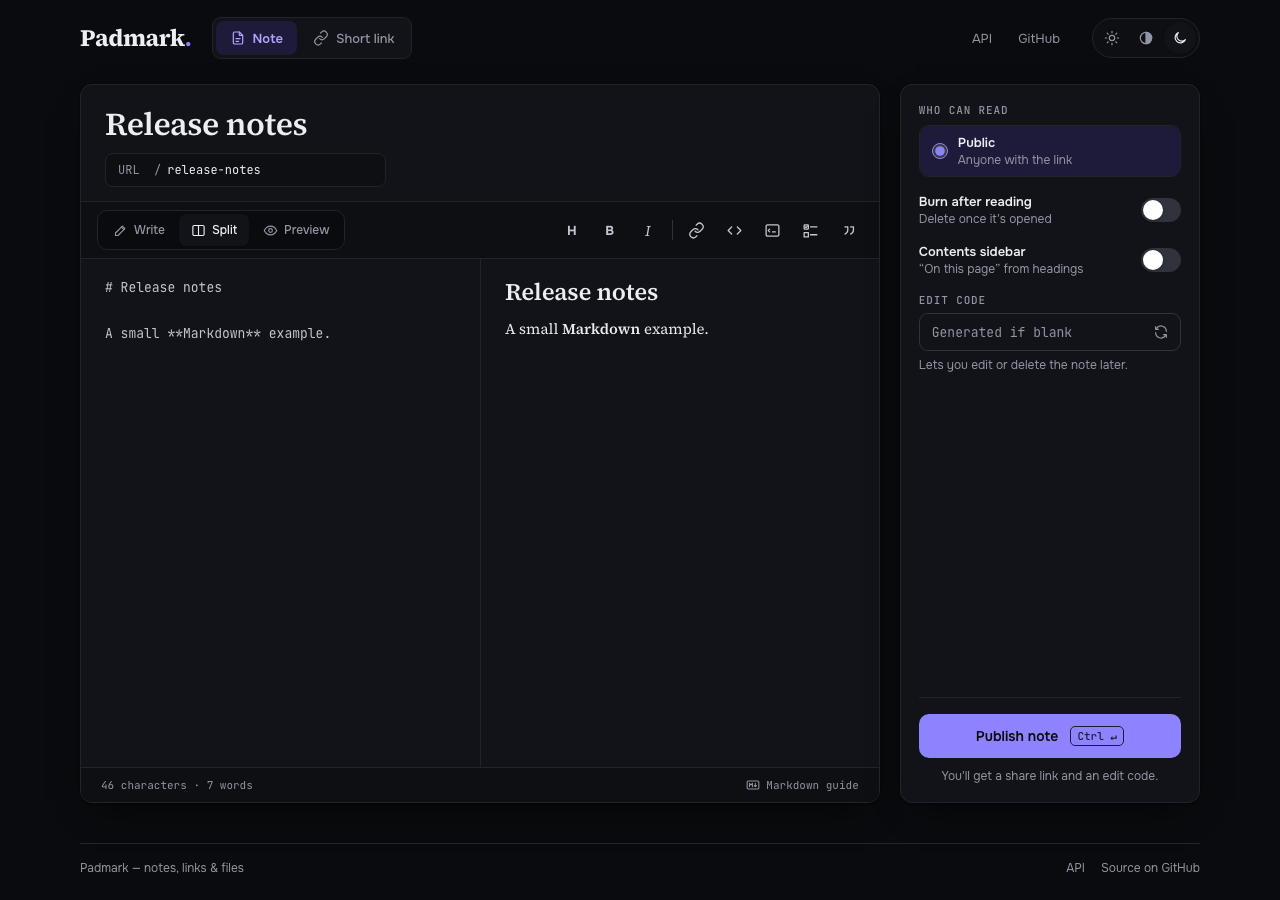 Padmark.
Note
Short link
API
GitHub
Release notes
URL / release-notes
Write
Split
Preview
H
B
I
# Release notes
A small **Markdown** example.
Release notes
A small Markdown example.
46 characters · 7 words
Markdown guide
WHO CAN READ
Public
Anyone with the link
Burn after reading
Delete once it's opened
Contents sidebar
“On this page” from headings
EDIT CODE
Generated if blank
Lets you edit or delete the note later.
Publish note Ctrl ↵
You'll get a share link and an edit code.
Padmark — notes, links & files
API
Source on GitHub